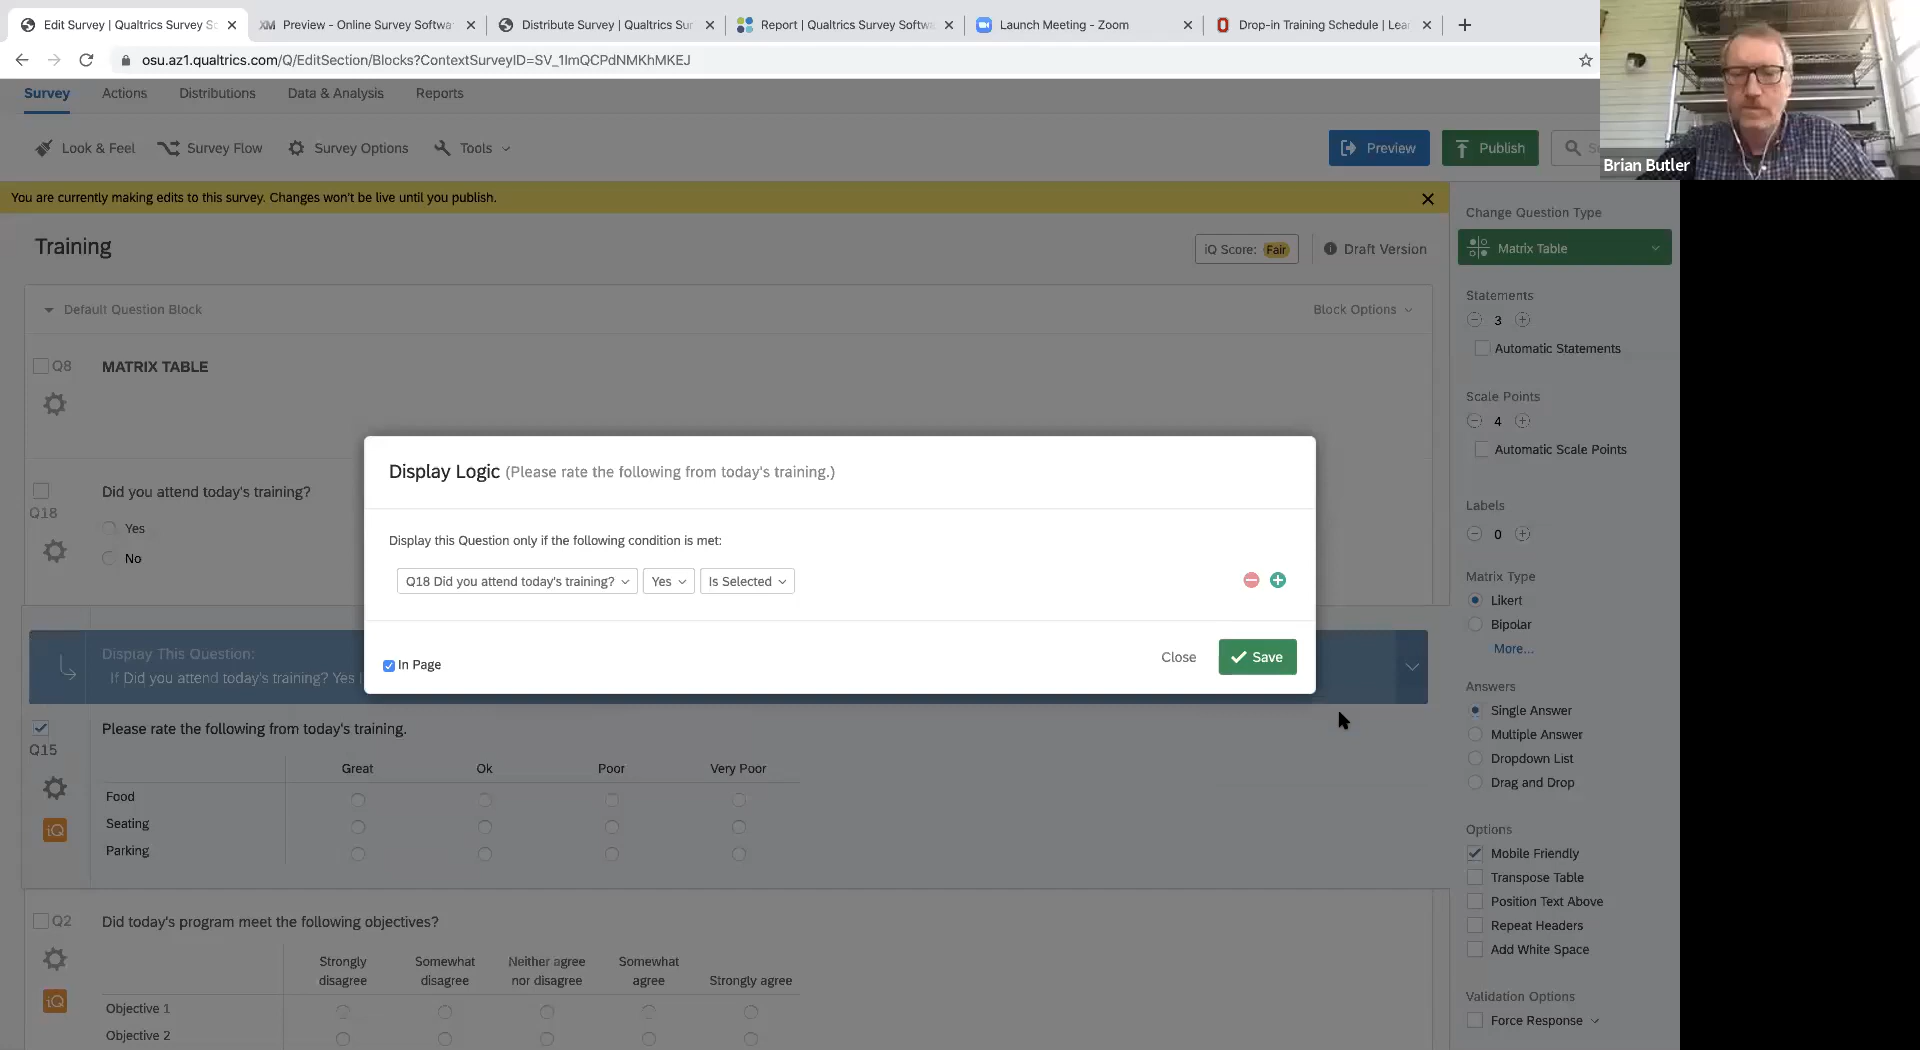 Edit Survey | Qualtrics Survey So
Preview - Online Survey Softwa
Distribute Survey | Qualtrics Sur
Report | Qualtrics Survey Softwa
Launch Meeting - Zoom
Drop-in Training Schedule | Lea
osu.az1.qualtrics.com/Q/EditSection/Blocks?ContextSurveyID=SV_1ImQCPdNMKhMKEJ
Survey Actions Distributions Data & Analysis Reports
Look & Feel Survey Flow Survey Options Tools Preview Publish
Brian Butler
You are currently making edits to this survey. Changes won't be live until you publish.
Training
iQ Score: Fair Draft Version
Default Question Block Block Options
Q8 MATRIX TABLE
Did you attend today's training?
Q18
Yes
No
Display Logic (Please rate the following from today's training.)
Display this Question only if the following condition is met:
Q18 Did you attend today's training? Yes Is Selected
In Page Close Save
Display This Question:
If Did you attend today's training? Yes
Please rate the following from today's training.
Q15
Great Ok Poor Very Poor
Food
Seating
Parking
iQ
Q2 Did today's program meet the following objectives?
Strongly disagree Somewhat disagree Neither agree nor disagree Somewhat agree Strongly agree
iQ
Objective 1
Objective 2
Change Question Type
Matrix Table
Statements
3
Automatic Statements
Scale Points
4
Automatic Scale Points
Labels
0
Matrix Type
Likert
Bipolar
More...
Answers
Single Answer
Multiple Answer
Dropdown List
Drag and Drop
Options
Mobile Friendly
Transpose Table
Position Text Above
Repeat Headers
Add White Space
Validation Options
Force Response